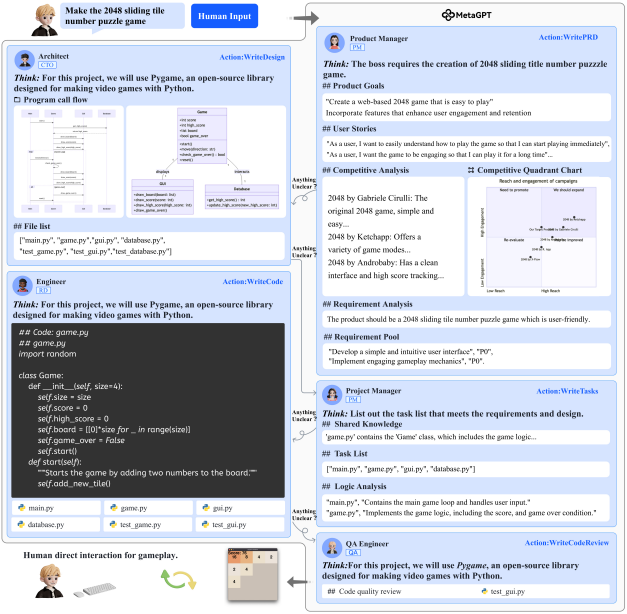 Make the 2048 sliding tile
number puzzle game
Human Input
MetaGPT
Architect
CTO
Action:WriteDesign
Think: For this project, we will use Pygame, an open-source library
designed for making video games with Python.
Program call flow
Game
displays
interacts
GUI
Database
## File list
["main.py", "game.py","gui.py", "database.py",
"test_game.py", "test_gui.py","test_database.py"]
Engineer
RD
Action:WriteCode
Think: For this project, we will use Pygame, an open-source library
designed for making video games with Python.
## Code: game.py
## game.py
import random
class Game:
def __init__(self, size=4):
self.size = size
self.score = 0
self.high_score = 0
self.board = [[0]*size for _ in range(size)]
self.game_over = False
self.start()
def start(self):
"""Starts the game by adding two numbers to the board."""
self.add_new_tile()
main.py
game.py
gui.py
database.py
test_game.py
test_gui.py
Human direct interaction for gameplay.
Anything
Unclear ?
Anything
Unclear ?
Anything
Unclear ?
Anything
Unclear ?
Product Manager
PM
Action:WritePRD
Think: The boss requires the creation of 2048 sliding title number puzzzle
game.
## Product Goals
"Create a web-based 2048 game that is easy to play"
Incorporate features that enhance user engagement and retention
## User Stories
"As a user, I want to easily understand how to play the game so that I can start playing immediately",
"As a user, I want the game to be engaging so that I can play it for a long time"...
## Competitive Analysis
2048 by Gabriele Cirulli: The
original 2048 game, simple and
easy...
2048 by Ketchapp: Offers a
variety of game modes...
2048 by Androbaby: Has a clean
interface and high score tracking...
Competitive Quadrant Chart
Reach and engagement of campaigns
Need to promote
We should expand
Re-evaluate
High Engagement
Low Engagement
Low Reach
High Reach
## Requirement Analysis
The product should be a 2048 sliding tile number puzzle game which is user-friendly.
## Requirement Pool
"Develop a simple and intuitive user interface", "P0",
"Implement engaging gameplay mechanics", "P0".
Project Manager
PM
Action:WriteTasks
Think: List out the task list that meets the requirements and design.
## Shared Knowledge
'game.py' contains the 'Game' class, which includes the game logic...
## Task List
["main.py", "game.py", "gui.py", "database.py"]
## Logic Analysis
"main.py", "Contains the main game loop and handles user input."
"game.py", "Implements the game logic, including the score, and game over condition."
QA Engineer
QA
Action:WriteCodeReview
Think:For this project, we will use Pygame, an open-source library
designed for making video games with Python.
## Code quality review
test_gui.py